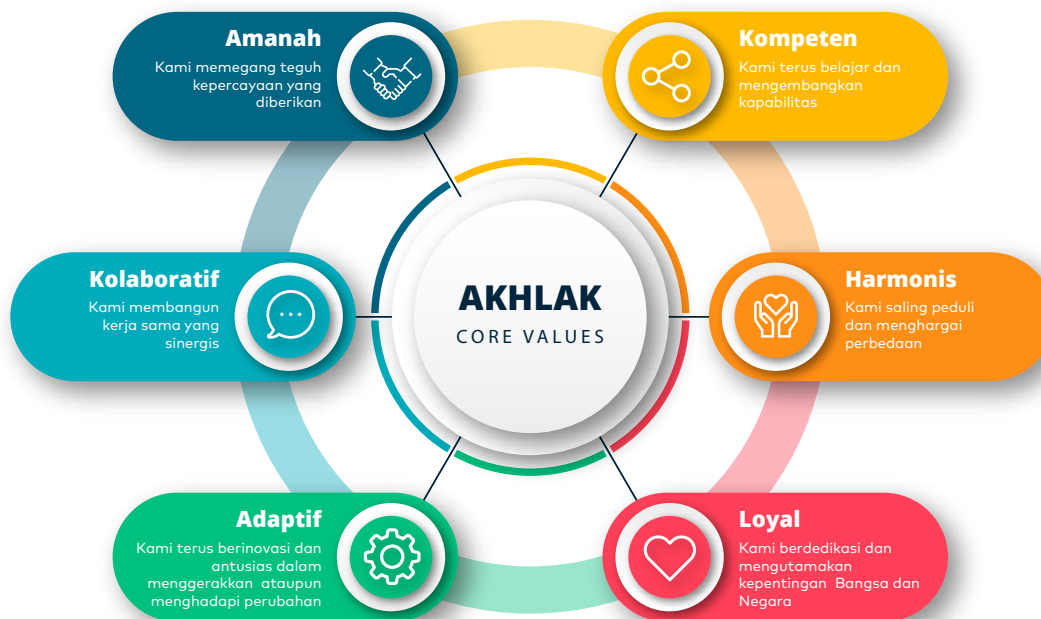 Amanah
Kami memegang teguh
kepercayaan yang
diberikan
Kompeten
Kami terus belajar dan
mengembangkan
kapabilitas
Kolaboratif
Kami membangun
kerja sama yang
sinergis
AKHLAK
CORE VALUES
Harmonis
Kami saling peduli
dan menghargai
perbedaan
Adaptif
Kami terus berinovasi dan
antusias dalam
menggerakkan ataupun
menghadapi perubahan
Loyal
Kami berdedikasi dan
mengutamakan
kepentingan Bangsa dan
Negara